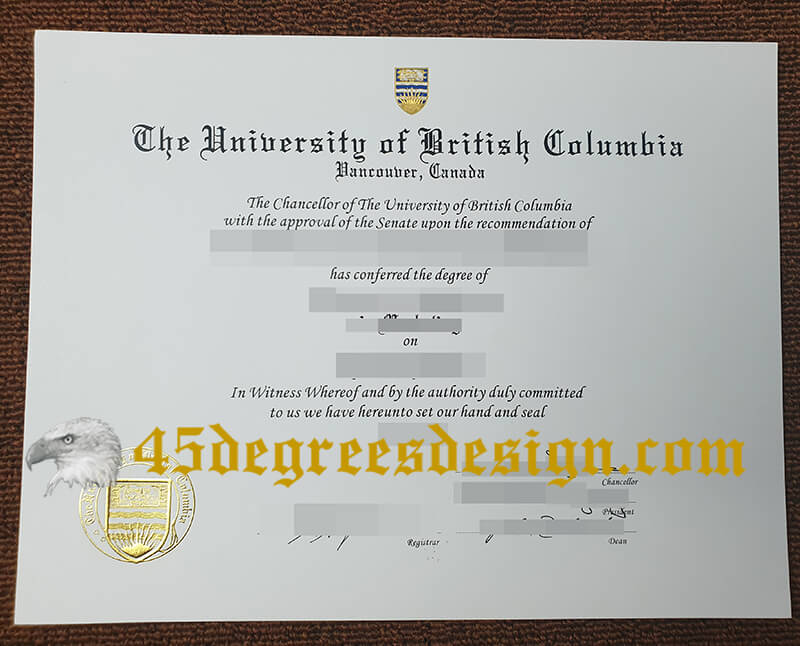 The University of British Columbia
Vancouver, Canada
The Chancellor of The University of British Columbia
with the approval of the Senate upon the recommendation of
has conferred the degree of
on
In Witness Whereof and by the authority duly committed
to us we have hereunto set our hand and seal
45degreesdesign.com
Chancellor
President
Registrar
Dean